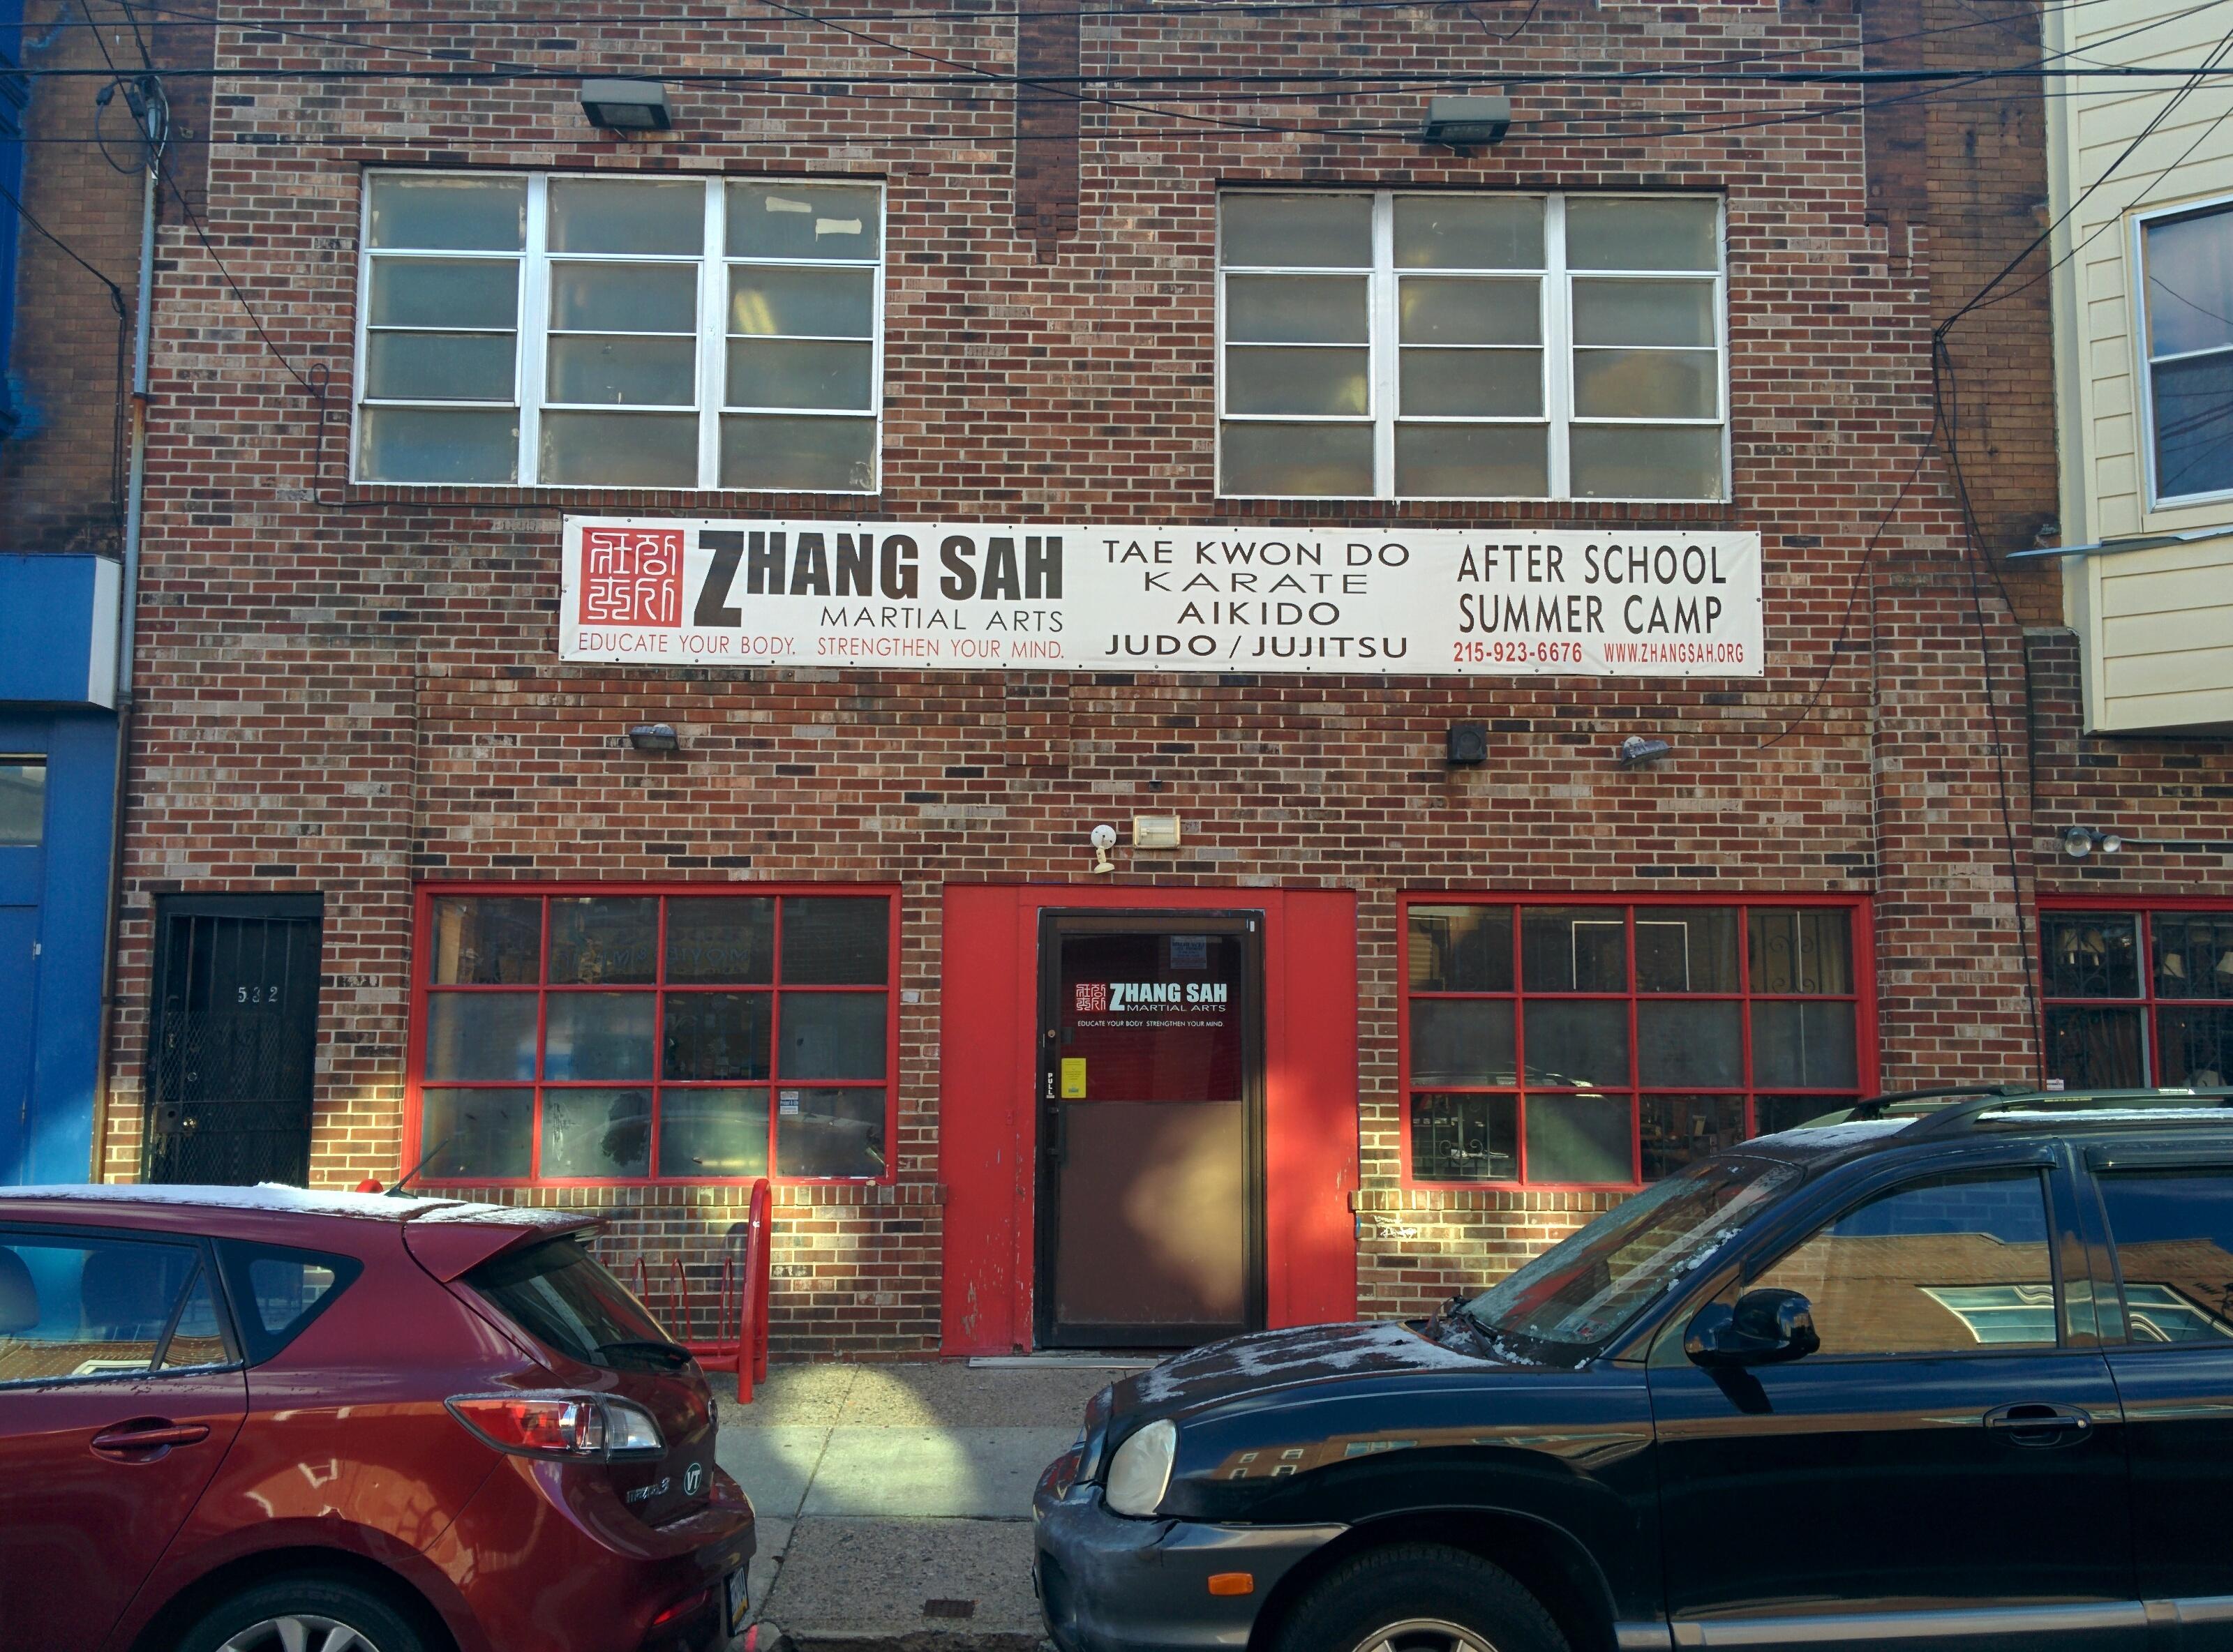 ZHANG SAH
MARTIAL ARTS
EDUCATE YOUR BODY. STRENGTHEN YOUR MIND.
TAE KWON DO
KARATE
AIKIDO
JUDO / JUJITSU
AFTER SCHOOL
SUMMER CAMP
215-923-6676 WWW.ZHANGSAH.ORG
532
ZHANG SAH
MARTIAL ARTS
EDUCATE YOUR BODY. STRENGTHEN YOUR MIND.
PULL
VT